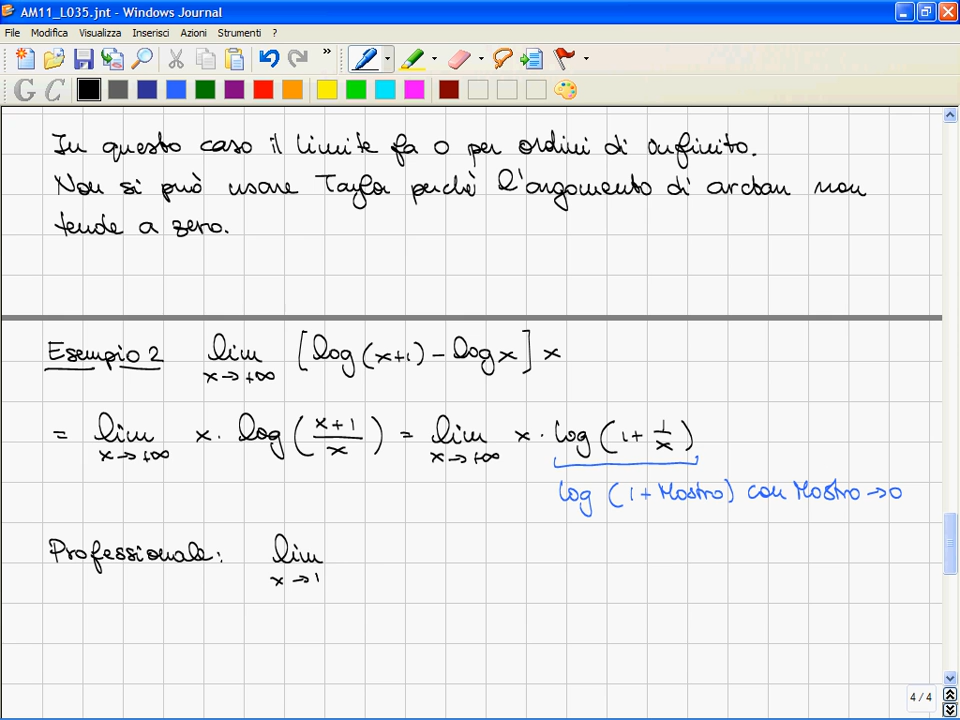 AM11_L035.jnt - Windows Journal
File Modifica Visualizza Inserisci Azioni Strumenti ?
»
G C
In questo caso il limite fa 0 per ordini di infinito.
Non si può usare Taylor perché l'argomento di arctan non
tende a zero.
Esempio 2 lim x→+∞ [log(x+1) - log x] x
= lim x→+∞ x · log((x+1)/x) = lim x→+∞ x · log(1 + 1/x)
log (1 + Mostro) con Mostro → 0
Professionale: lim x→1
4 / 4